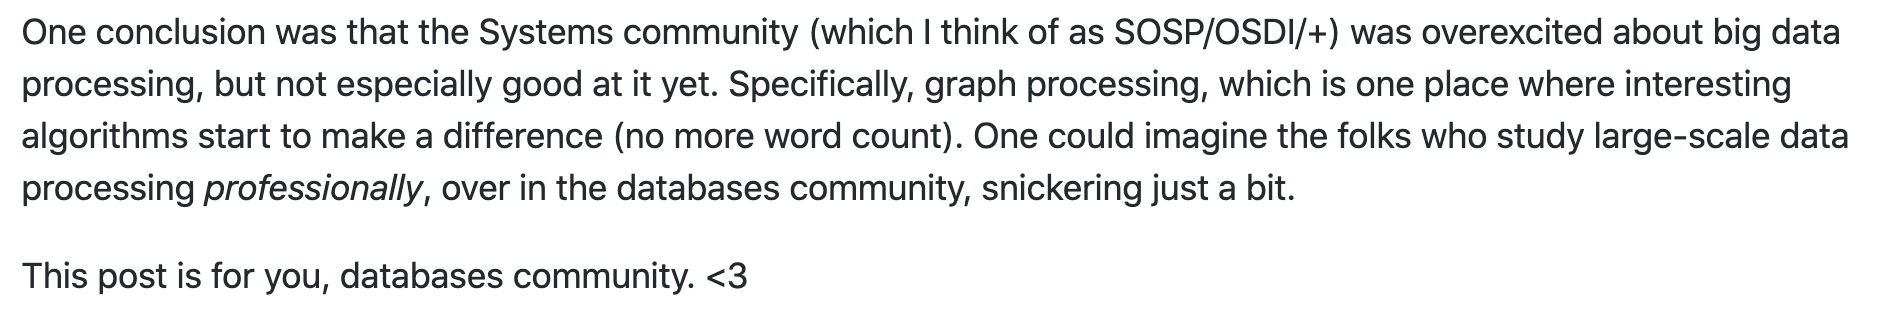 One conclusion was that the Systems community (which I think of as SOSP/OSDI/+) was overexcited about big data
processing, but not especially good at it yet. Specifically, graph processing, which is one place where interesting
algorithms start to make a difference (no more word count). One could imagine the folks who study large-scale data
processing professionally, over in the databases community, snickering just a bit.
This post is for you, databases community. <3